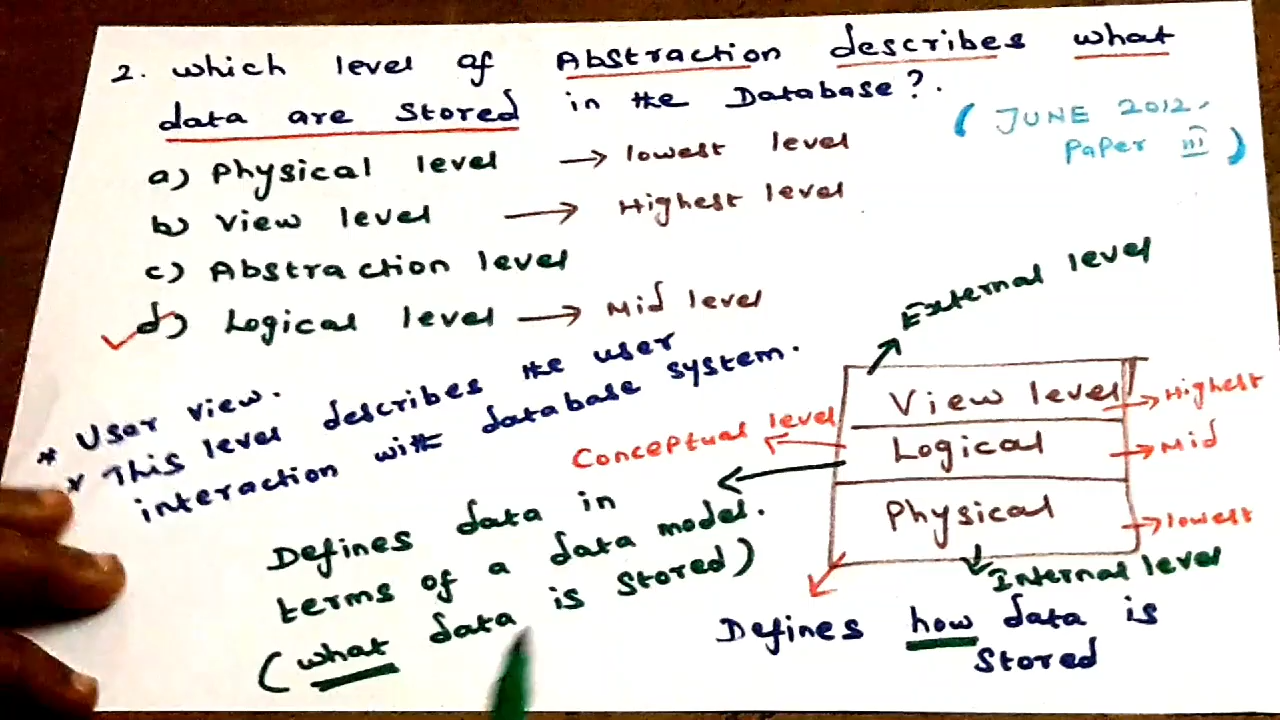 2. which level of Abstraction describes what
data are stored in the Database?.
( JUNE 2012,
Paper III )
a) Physical level → lowest level
b) View level → Highest level
c) Abstraction level
d) Logical level → Mid level
* User view.
* This level describes the user
interaction with database system.
External level
View level → Highest
Conceptual level
Logical → Mid
Physical → lowest
Internal level
Defines data in
terms of a data model.
(what data is stored)
Defines how data is
stored